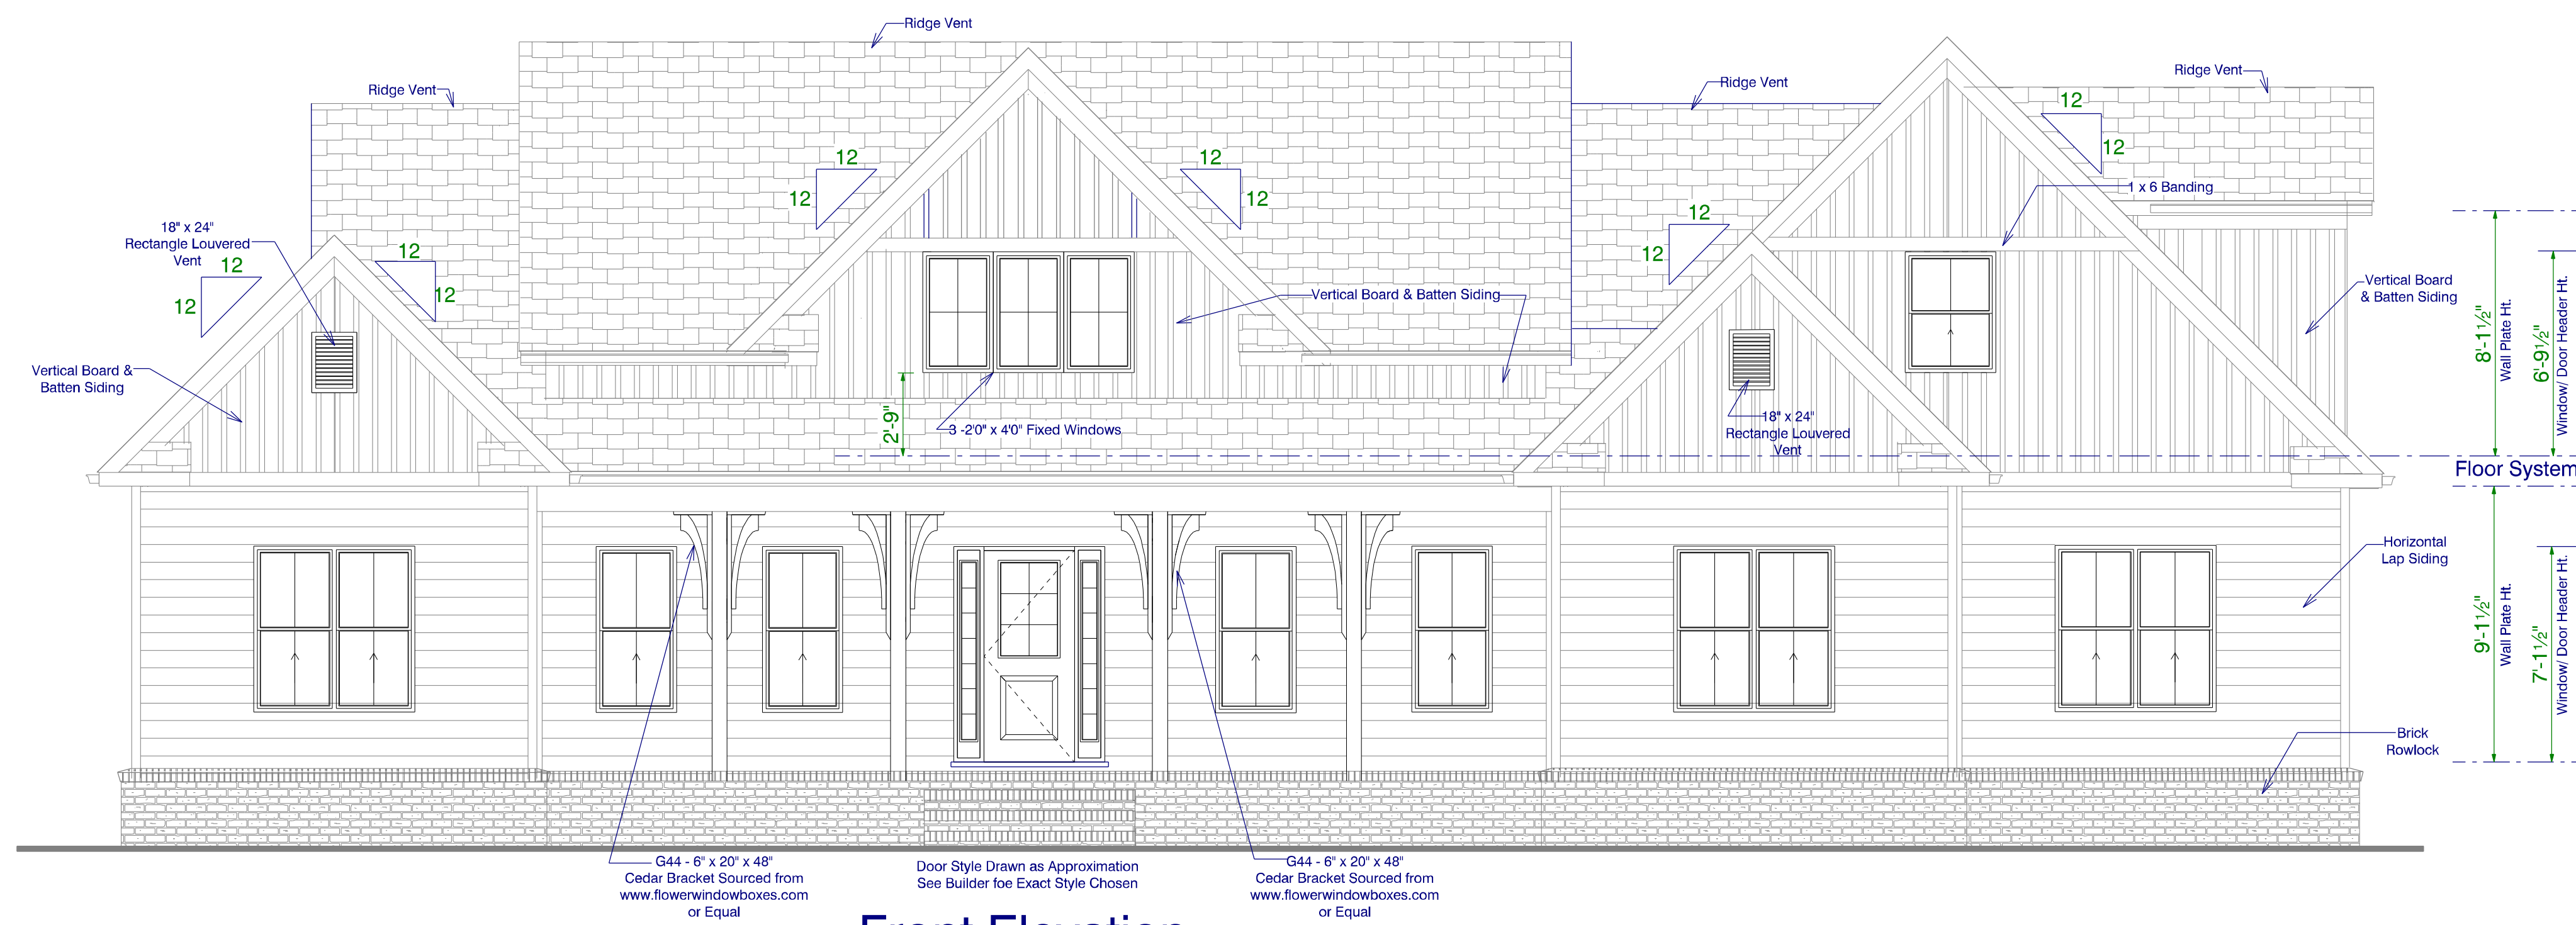 Ridge Vent
Ridge Vent
Ridge Vent
Ridge Vent
12
12
12
12
12
12
12
12
1 x 6 Banding
12
12
18" x 24"
Rectangle Louvered
Vent
12
12
12
12
Vertical Board
& Batten Siding
Vertical Board & Batten Siding
8'-1½"
Wall Plate Ht.
6'-9½"
Window/ Door Header Ht.
Vertical Board &
Batten Siding
2'-9"
3 -2'0" x 4'0" Fixed Windows
18" x 24"
Rectangle Louvered
Vent
Floor System
Horizontal
Lap Siding
9'-1½"
Wall Plate Ht.
7'-1½"
Window/ Door Header Ht.
Brick
Rowlock
G44 - 6" x 20" x 48"
Cedar Bracket Sourced from
www.flowerwindowboxes.com
or Equal
Door Style Drawn as Approximation
See Builder foe Exact Style Chosen
G44 - 6" x 20" x 48"
Cedar Bracket Sourced from
www.flowerwindowboxes.com
or Equal
Front Elevation